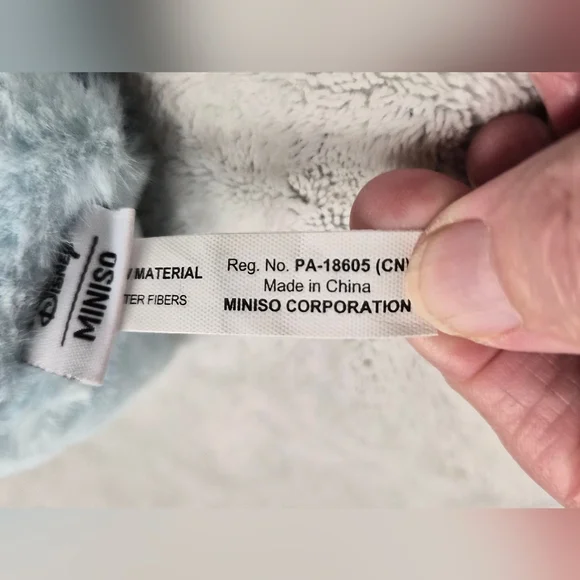 Disney
MINISO
MATERIAL
TER FIBERS
Reg. No. PA-18605 (CN)
Made in China
MINISO CORPORATION